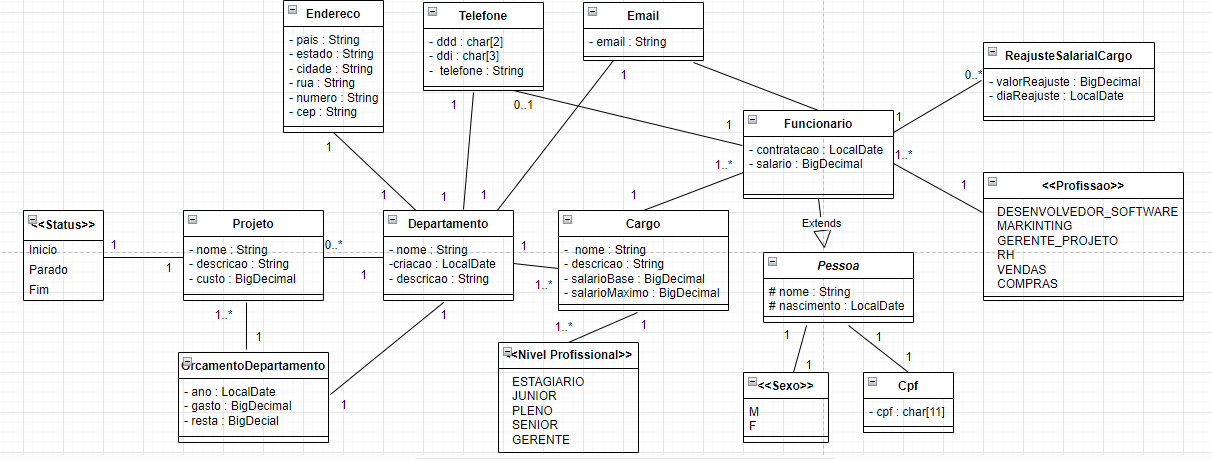 Endereco
- pais : String
- estado : String
- cidade : String
- rua : String
- numero : String
- cep : String
Telefone
- ddd : char[2]
- ddi : char[3]
- telefone : String
Email
- email : String
ReajusteSalarialCargo
- valorReajuste : BigDecimal
- diaReajuste : LocalDate
Funcionario
- contratacao : LocalDate
- salario : BigDecimal
<<Profissao>>
DESENVOLVEDOR_SOFTWARE
MARKINTING
GERENTE_PROJETO
RH
VENDAS
COMPRAS
<<Status>>
Inicio
Parado
Fim
Projeto
- nome : String
- descricao : String
- custo : BigDecimal
Departamento
- nome : String
-criacao : LocalDate
- descricao : String
Cargo
- nome : String
- descricao : String
- salarioBase : BigDecimal
- salarioMaximo : BigDecimal
Extends
Pessoa
# nome : String
# nascimento : LocalDate
OrcamentoDepartamento
- ano : LocalDate
- gasto : BigDecimal
- resta : BigDecial
<<Nivel Profissional>>
ESTAGIARIO
JUNIOR
PLENO
SENIOR
GERENTE
<<Sexo>>
M
F
Cpf
- cpf : char[11]
1
1
1
1
1
1
0..1
1
1
0..*
1..*
1
1..*
1
1
1..*
1
1
0..*
1
1..*
1
1
1
1..*
1
1
1
1
1